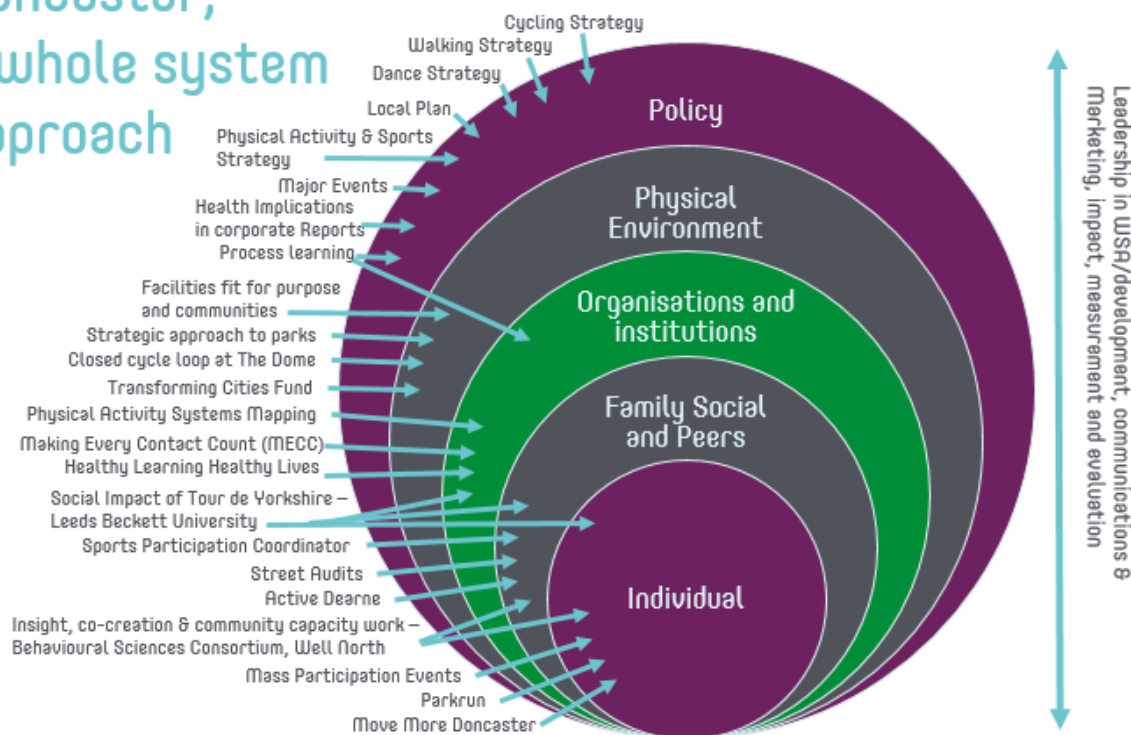 whole system
Cycling Strategy
Walking Strategy
Dance Strategy
Local Plan
Physical Activity & Sports
Strategy
Major Events
Health Implications
in corporate Reports
Process learning
Facilities fit for purpose
and communities
Strategic approach to parks
Closed cycle loop at The Dome
Transforming Cities Fund
Physical Activity Systems Mapping
Making Every Contact Count (MECC)
Healthy Learning Healthy Lives
Social Impact of Tour de Yorkshire –
Leeds Beckett University
Sports Participation Coordinator
Street Audits
Active Dearne
Insight, co-creation & community capacity work –
Behavioural Sciences Consortium, Well North
Mass Participation Events
Parkrun
Move More Doncaster
Policy
Physical
Environment
Organisations and
institutions
Family Social
and Peers
Individual
Leadership in WSA/development, communications &
Marketing, impact, measurement and evaluation